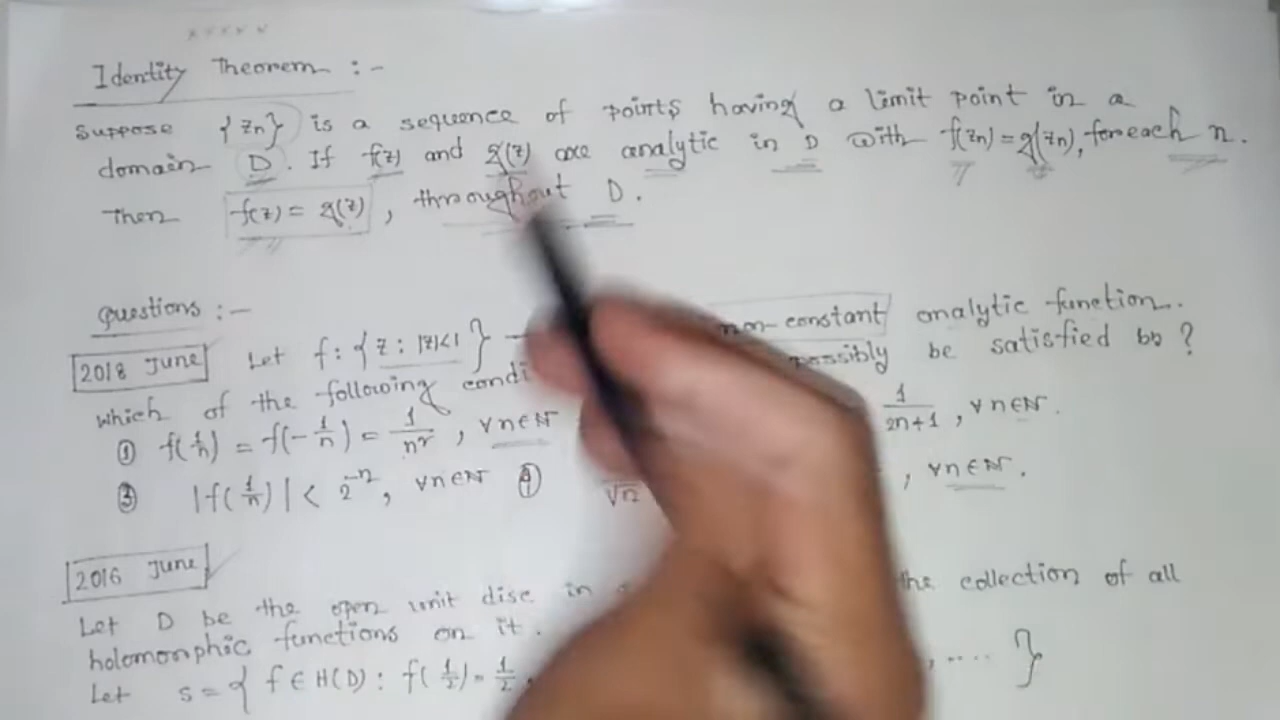 Identity Theorem :-
Suppose {zn} is a sequence of points having a limit point in a
domain D. If f(z) and g(z) are analytic in D with f(zn) = g(zn), for each n.
Then f(z) = g(z), throughout D.
Questions :-
2018 June Let f: { z : |z|<1 } non-constant analytic function.
which of the following possibly be satisfied by ?
① f(1/n) = f(-1/n) = 1/n², ∀n∈N 1/2n+1, ∀n∈N.
③ |f(1/n)| < 2^-n, ∀n∈N ④ , ∀n∈N.
2016 June
Let D be the open unit disc in the collection of all
holomorphic functions on it.
Let s = { f ∈ H(D) : f(1/2) = 1/2 , .... }